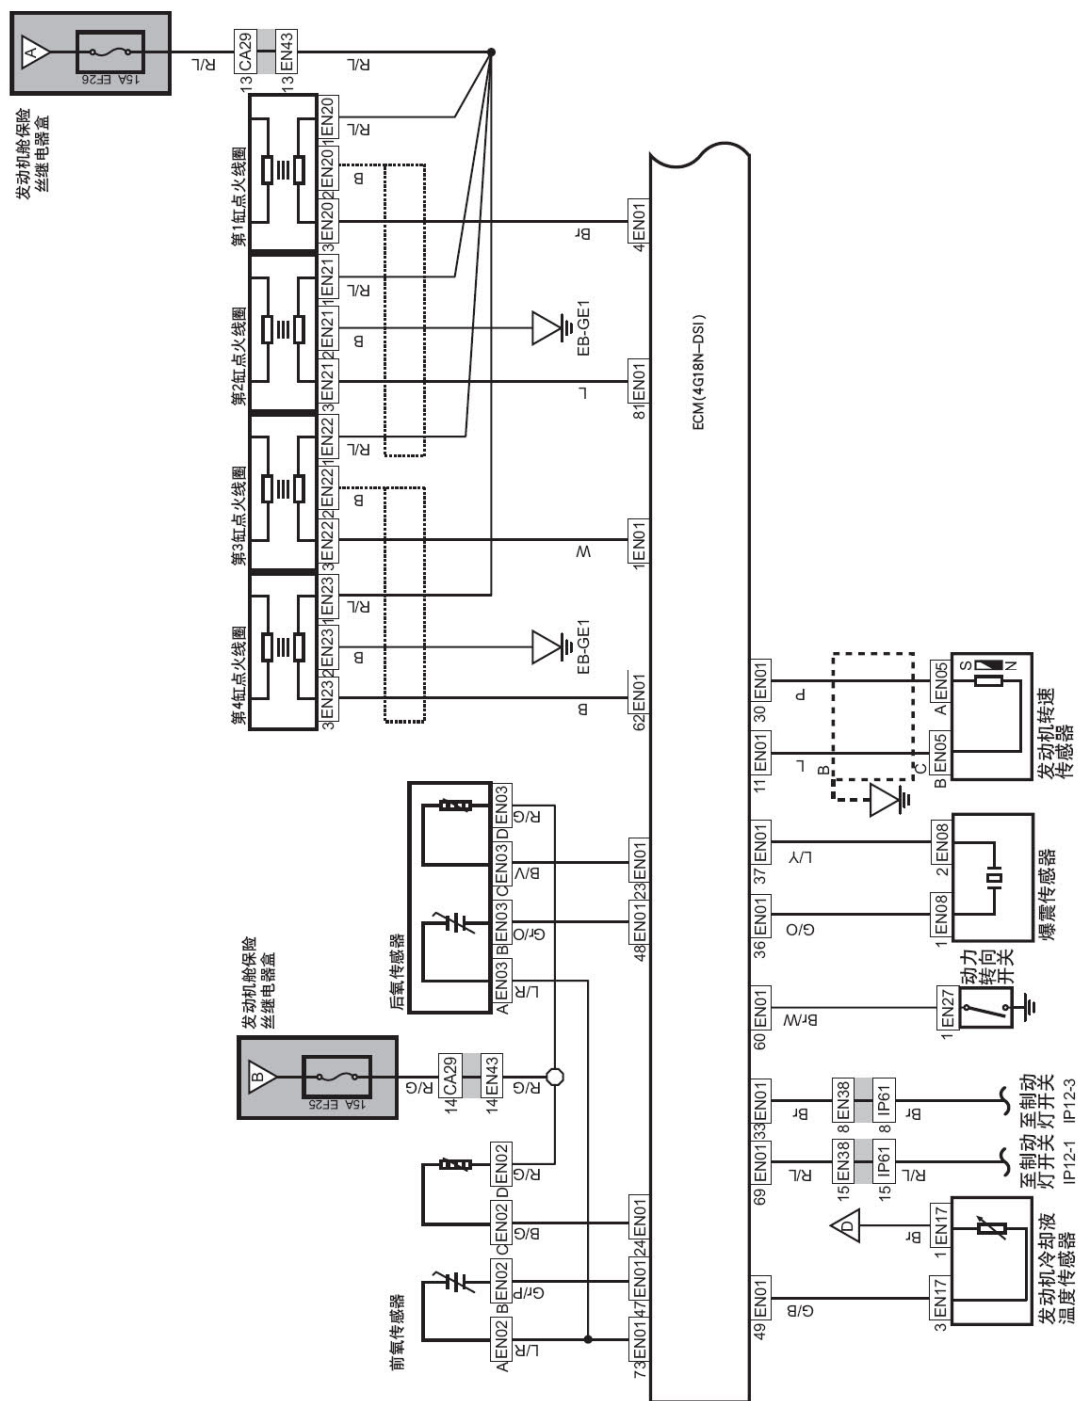 A
15A EF26
发动机舱保险
丝继电器盒
R/L
13 CA29
13 EN43
R/L
第1缸点火线圈
1 EN20
R/L
2 EN20
B
3 EN20
Br
4 EN01
第2缸点火线圈
1 EN21
R/L
2 EN21
B
EB-GE1
3 EN21
L
81 EN01
第3缸点火线圈
1 EN22
R/L
2 EN22
B
3 EN22
W
1 EN01
第4缸点火线圈
1 EN23
R/L
2 EN23
B
EB-GE1
3 EN23
B
62 EN01
ECM(4G18N-DSI)
后氧传感器
D EN03
R/G
C EN03
B/V
23 EN01
B EN03
Gr/O
48 EN01
A EN03
L/R
发动机舱保险
丝继电器盒
B
15A EF25
R/G
14 CA29
14 EN43
R/G
前氧传感器
D EN02
R/G
C EN02
B/G
24 EN01
B EN02
Gr/P
47 EN01
A EN02
L/R
73 EN01
30 EN01
P
A EN05
11 EN01
L
B
C
B EN05
S
N
发动机转速
传感器
37 EN01
L/Y
2 EN08
36 EN01
G/O
1 EN08
爆震传感器
60 EN01
Br/W
1 EN27
动力
转向
开关
33 EN01
Br
8 EN38
8 IP61
Br
至制动
灯开关
IP12-3
69 EN01
R/L
15 EN38
15 IP61
R/L
至制动
灯开关
IP12-1
D
Br
1 EN17
49 EN01
G/B
3 EN17
发动机冷却液
温度传感器